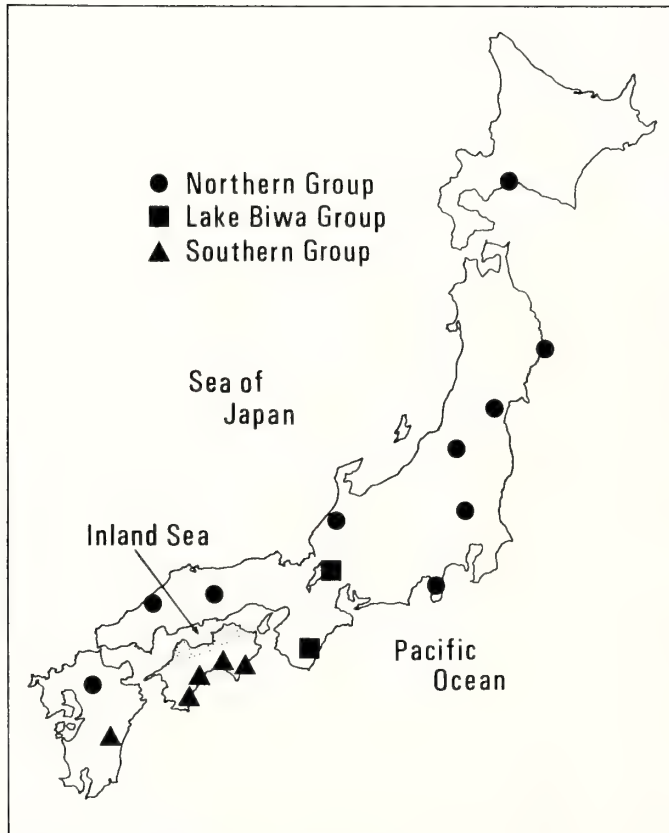 Northern Group
Lake Biwa Group
Southern Group
Sea of
Japan
Inland Sea
Pacific
Ocean